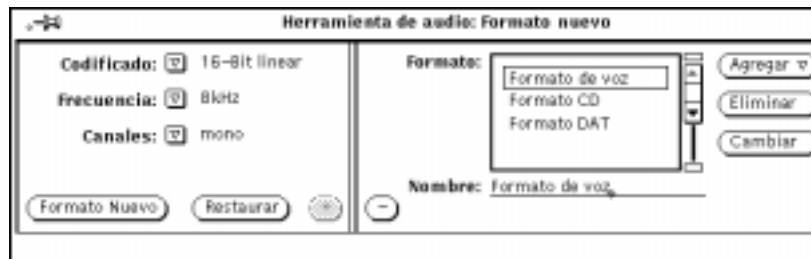 Herramienta de audio: Formato nuevo
Codificado: 16-Bit linear
Frecuencia: 8kHz
Canales: mono
Formato Nuevo Restaurar
Formato:
Formato de voz
Formato CD
Formato DAT
Nombre: Formato de voz
Agregar
Eliminar
Cambiar